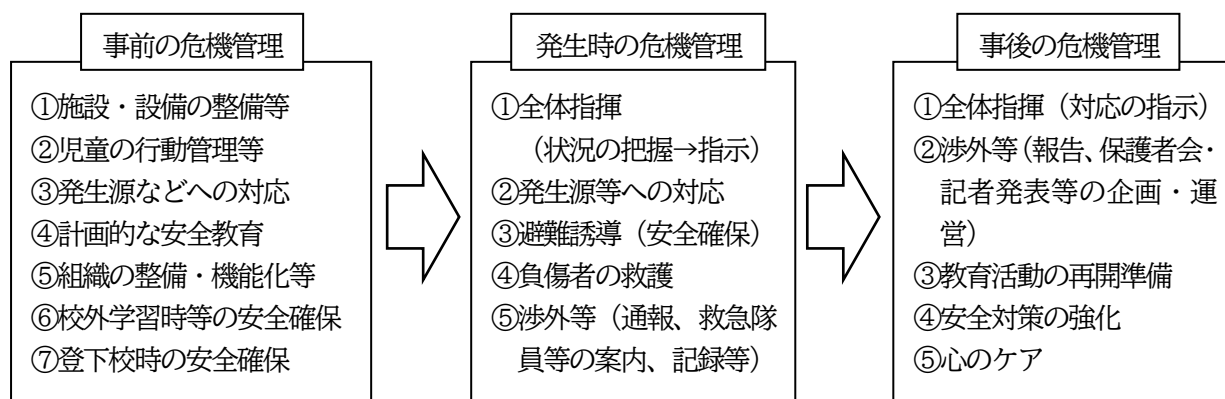 事前の危機管理
①施設・設備の整備等
②児童の行動管理等
③発生源などへの対応
④計画的な安全教育
⑤組織の整備・機能化等
⑥校外学習時等の安全確保
⑦登下校時の安全確保
発生時の危機管理
①全体指揮
（状況の把握→指示）
②発生源等への対応
③避難誘導（安全確保）
④負傷者の救護
⑤渉外等（通報、救急隊
員等の案内、記録等）
事後の危機管理
①全体指揮（対応の指示）
②渉外等（報告、保護者会・
記者発表等の企画・運
営）
③教育活動の再開準備
④安全対策の強化
⑤心のケア